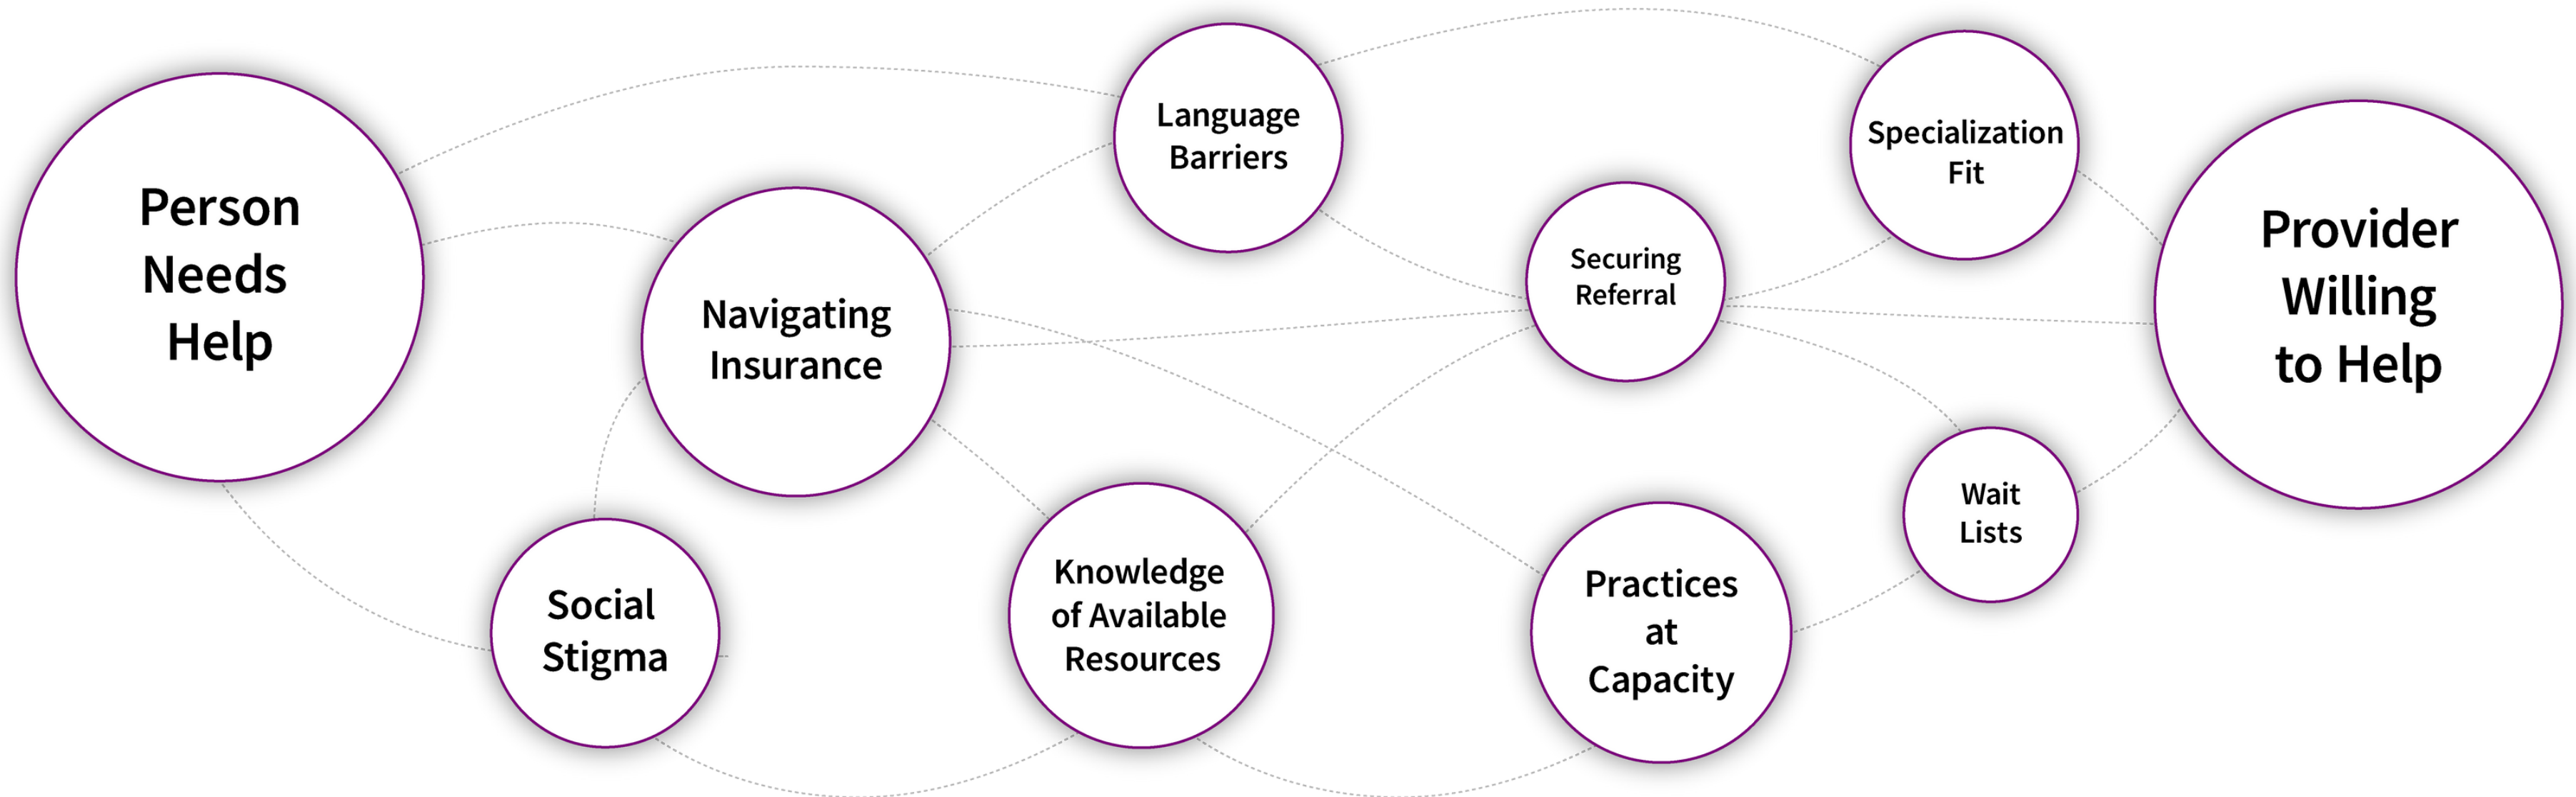 Person
Needs
Help
Navigating
Insurance
Social
Stigma
Language
Barriers
Knowledge
of Available
Resources
Securing
Referral
Practices
at
Capacity
Specialization
Fit
Wait
Lists
Provider
Willing
to Help